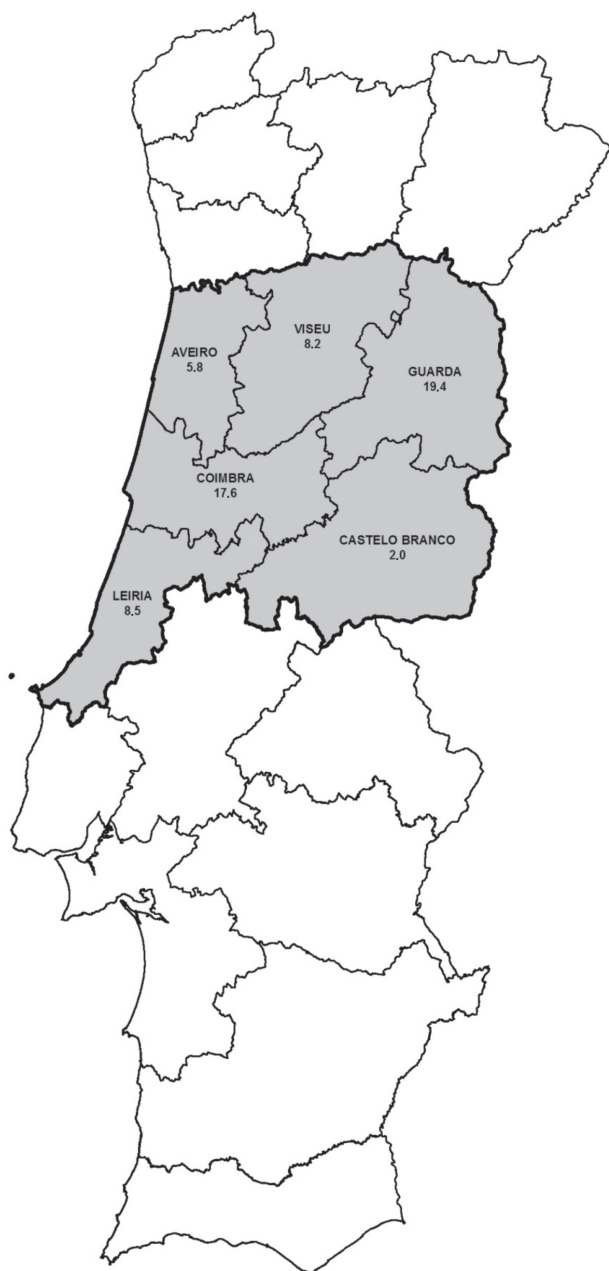 VISEU
8.2
AVEIRO
5.8
GUARDA
19.4
COIMBRA
17.6
CASTELO BRANCO
2.0
LEIRIA
8.5